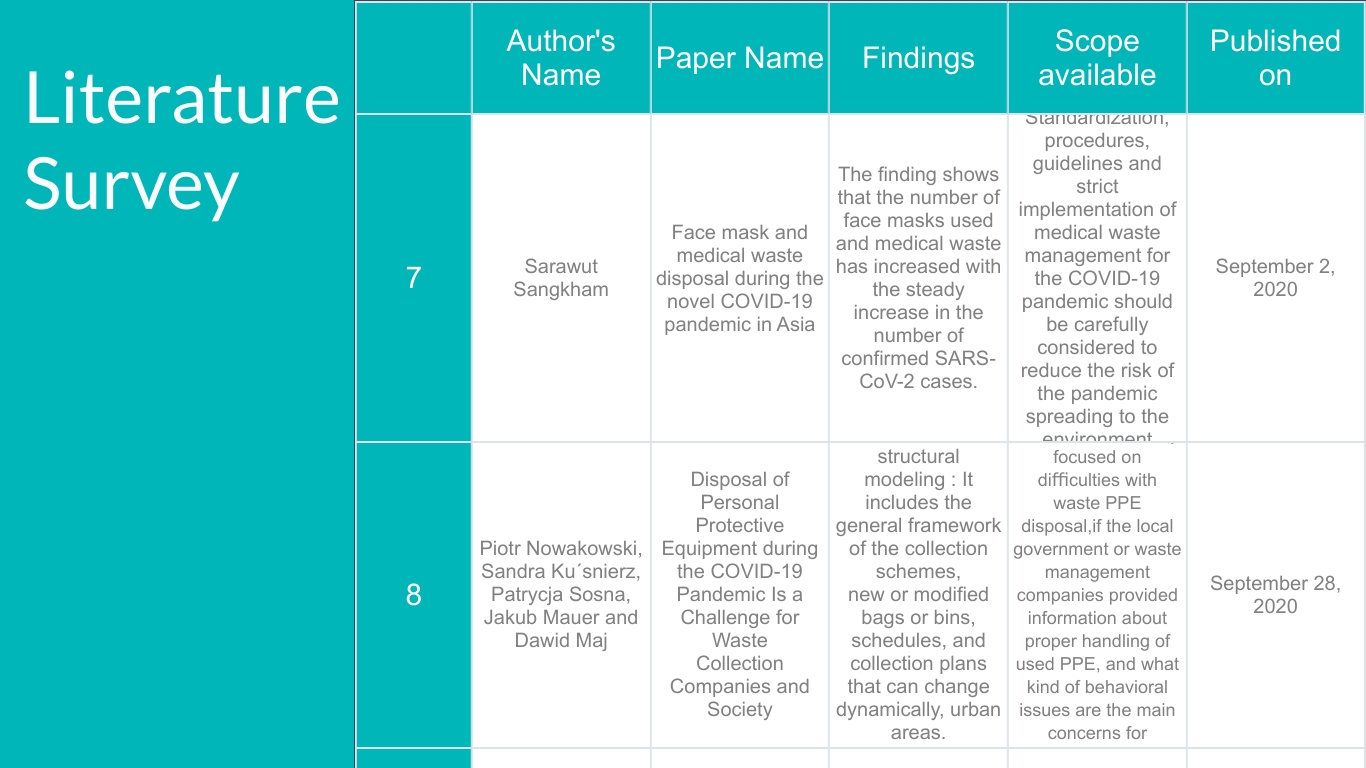 Literature
Survey
Author's
Name
Paper Name
Findings
Scope
available
Published
on
7
Sarawut
Sangkham
Face mask and
medical waste
disposal during the
novel COVID-19
pandemic in Asia
The finding shows
that the number of
face masks used
and medical waste
has increased with
the steady
increase in the
number of
confirmed SARS-
CoV-2 cases.
Standardization,
procedures,
guidelines and
strict
implementation of
medical waste
management for
the COVID-19
pandemic should
be carefully
considered to
reduce the risk of
the pandemic
spreading to the
environment
September 2,
2020
8
Piotr Nowakowski,
Sandra Ku´snierz,
Patrycja Sosna,
Jakub Mauer and
Dawid Maj
Disposal of
Personal
Protective
Equipment during
the COVID-19
Pandemic Is a
Challenge for
Waste
Collection
Companies and
Society
structural
modeling : It
includes the
general framework
of the collection
schemes,
new or modified
bags or bins,
schedules, and
collection plans
that can change
dynamically, urban
areas.
focused on
difficulties with
waste PPE
disposal,if the local
government or waste
management
companies provided
information about
proper handling of
used PPE, and what
kind of behavioral
issues are the main
concerns for
September 28,
2020